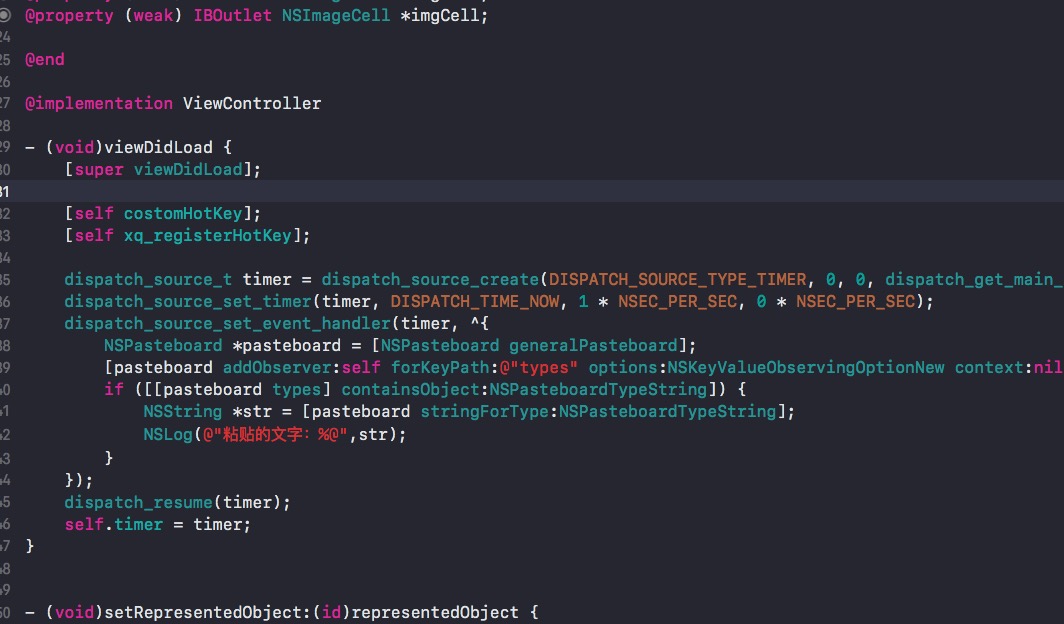 @property (weak) IBOutlet NSImageCell *imgCell;
24
25 @end
26
27 @implementation ViewController
28
29 - (void)viewDidLoad {
30 [super viewDidLoad];
31
32 [self costomHotKey];
33 [self xq_registerHotKey];
34
35 dispatch_source_t timer = dispatch_source_create(DISPATCH_SOURCE_TYPE_TIMER, 0, 0, dispatch_get_main_
36 dispatch_source_set_timer(timer, DISPATCH_TIME_NOW, 1 * NSEC_PER_SEC, 0 * NSEC_PER_SEC);
37 dispatch_source_set_event_handler(timer, ^{
38 NSPasteboard *pasteboard = [NSPasteboard generalPasteboard];
39 [pasteboard addObserver:self forKeyPath:@"types" options:NSKeyValueObservingOptionNew context:nil
40 if ([[pasteboard types] containsObject:NSPasteboardTypeString]) {
41 NSString *str = [pasteboard stringForType:NSPasteboardTypeString];
42 NSLog(@"粘贴的文字: %@",str);
43 }
44 });
45 dispatch_resume(timer);
46 self.timer = timer;
47 }
48
49
50 - (void)setRepresentedObject:(id)representedObject {